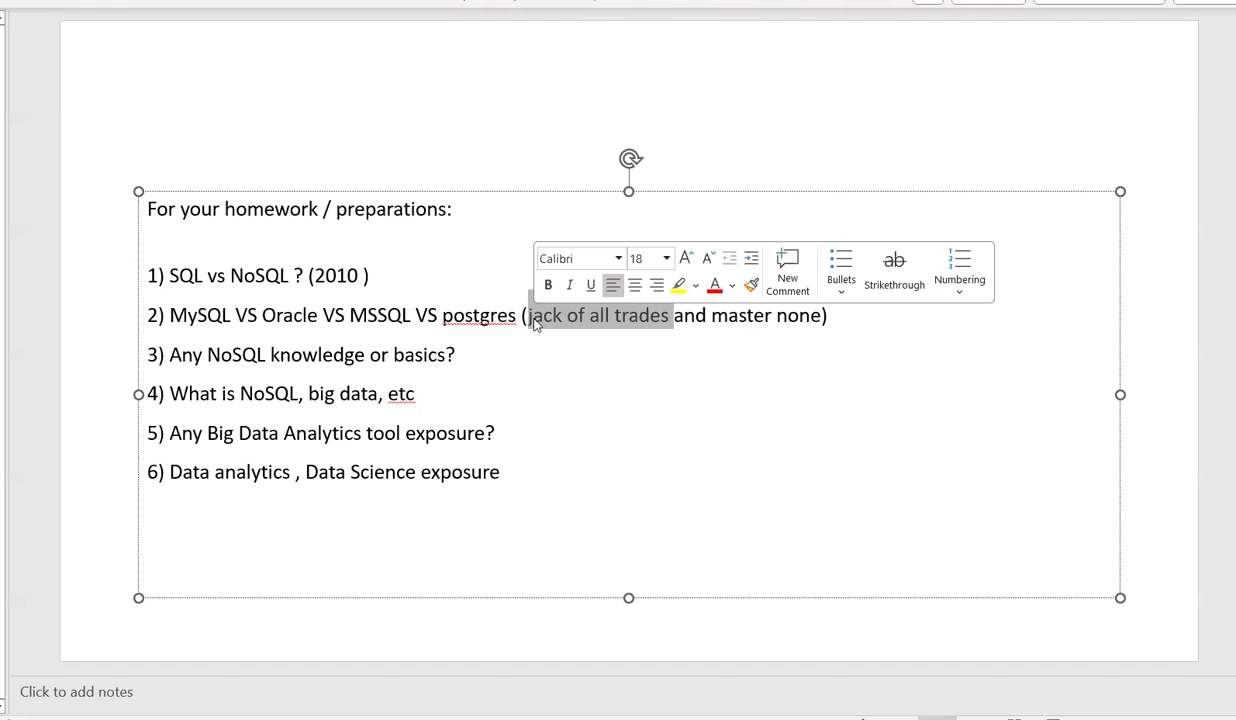 For your homework / preparations:
Calibri
18
New
Comment
Bullets
Strikethrough
Numbering
1) SQL vs NoSQL ? (2010 )
2) MySQL VS Oracle VS MSSQL VS postgres (jack of all trades and master none)
3) Any NoSQL knowledge or basics?
4) What is NoSQL, big data, etc
5) Any Big Data Analytics tool exposure?
6) Data analytics , Data Science exposure
Click to add notes